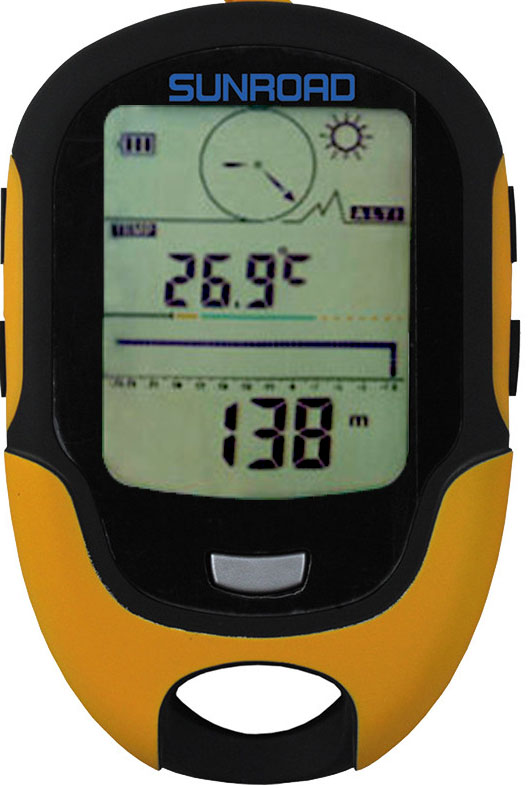 SUNROAD
ALTI
TEMP
26.9°C
138 m